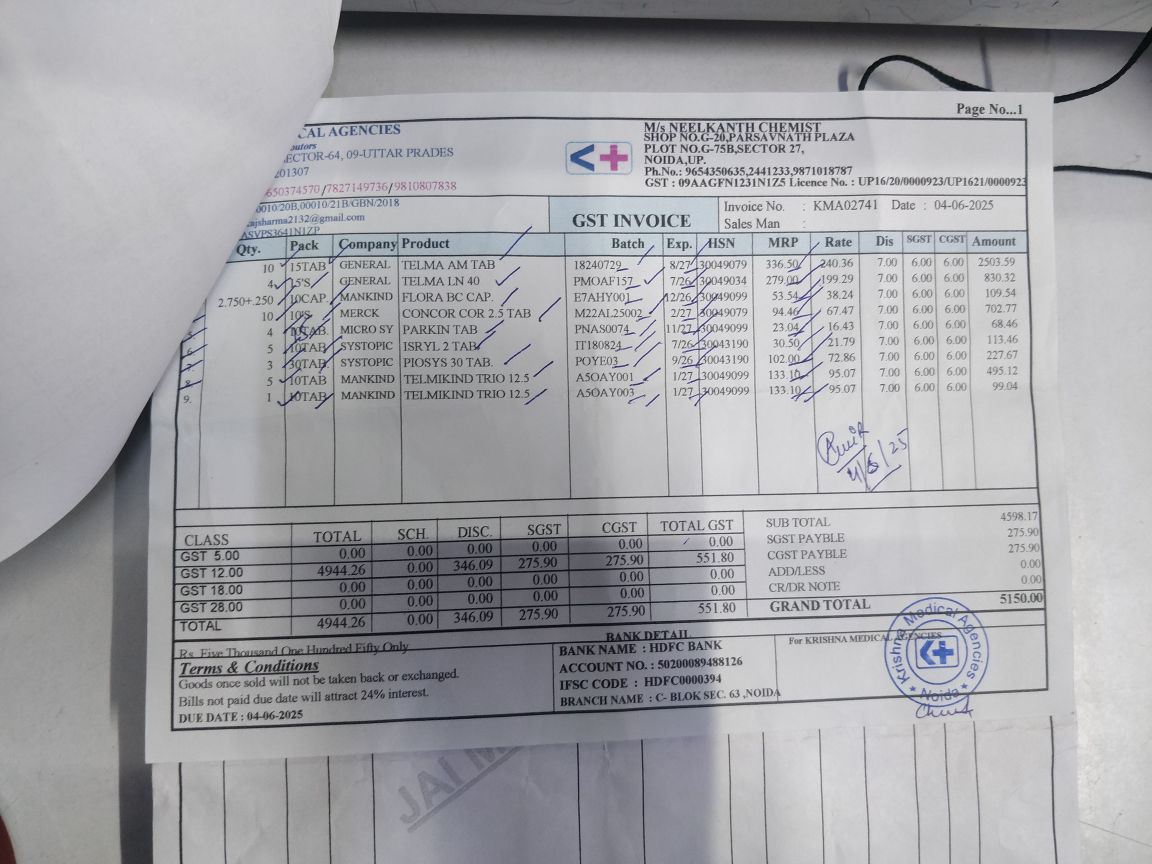 Page No...1
CAL AGENCIES
butors
SECTOR-64, 09-UTTAR PRADES
201307
650374570 /7827149736/9810807838
0010/20B,00010/21B/GBN/2018
ajsharma2132@gmail.com
ASVPS3641N1ZP
M/s NEELKANTH CHEMIST
SHOP NO.G-20,PARSAVNATH PLAZA
PLOT NO.G-75B,SECTOR 27,
NOIDA,UP.
Ph.No.: 9654350635,2441233,9871018787
GST : 09AAGFN1231N1Z5 Licence No. : UP16/20/0000923/UP1621/0000923
GST INVOICE
Invoice No. : KMA02741 Date : 04-06-2025
Sales Man :
Qty. Pack Company Product Batch Exp. HSN MRP Rate Dis SGST CGST Amount
10 15TAB GENERAL TELMA AM TAB 18240729 8/27 30049079 336.50 240.36 7.00 6.00 6.00 2503.59
4 15'S GENERAL TELMA LN 40 PMOAF157 7/26 30049034 279.00 199.29 7.00 6.00 6.00 830.32
2.750+.250 10CAP. MANKIND FLORA BC CAP. E7AHY001 12/26 30049099 53.54 38.24 7.00 6.00 6.00 109.54
10 10'S MERCK CONCOR COR 2.5 TAB M22AL25002 2/27 30049079 94.46 67.47 7.00 6.00 6.00 702.77
4 10TAB. MICRO SY PARKIN TAB PNAS0074 11/27 30049099 23.04 16.43 7.00 6.00 6.00 68.46
5 10TAB SYSTOPIC ISRYL 2 TAB IT180824 7/26 30043190 30.50 21.79 7.00 6.00 6.00 113.46
3 30TAB. SYSTOPIC PIOSYS 30 TAB. POYE03 9/26 30043190 102.00 72.86 7.00 6.00 6.00 227.67
8 5 10TAB MANKIND TELMIKIND TRIO 12.5 A5OAY001 1/27 30049099 133.10 95.07 7.00 6.00 6.00 495.12
9. 1 10TAB MANKIND TELMIKIND TRIO 12.5 A5OAY003 1/27 30049099 133.10 95.07 7.00 6.00 6.00 99.04
4/6/25
CLASS TOTAL SCH. DISC. SGST CGST TOTAL GST
GST 5.00 0.00 0.00 0.00 0.00 0.00 0.00
GST 12.00 4944.26 0.00 346.09 275.90 275.90 551.80
GST 18.00 0.00 0.00 0.00 0.00 0.00 0.00
GST 28.00 0.00 0.00 0.00 0.00 0.00 0.00
TOTAL 4944.26 0.00 346.09 275.90 275.90 551.80
SUB TOTAL 4598.17
SGST PAYBLE 275.90
CGST PAYBLE 275.90
ADD/LESS 0.00
CR/DR NOTE 0.00
GRAND TOTAL 5150.00
Rs. Five Thousand One Hundred Fifty Only
Terms & Conditions
Goods once sold will not be taken back or exchanged.
Bills not paid due date will attract 24% interest.
DUE DATE : 04-06-2025
BANK DETAIL
BANK NAME : HDFC BANK
ACCOUNT NO. : 50200089488126
IFSC CODE : HDFC0000394
BRANCH NAME : C- BLOK SEC. 63 ,NOIDA
For KRISHNA MEDICAL AGENCIES
Krishna Medical Agencies
Noida
JAI M